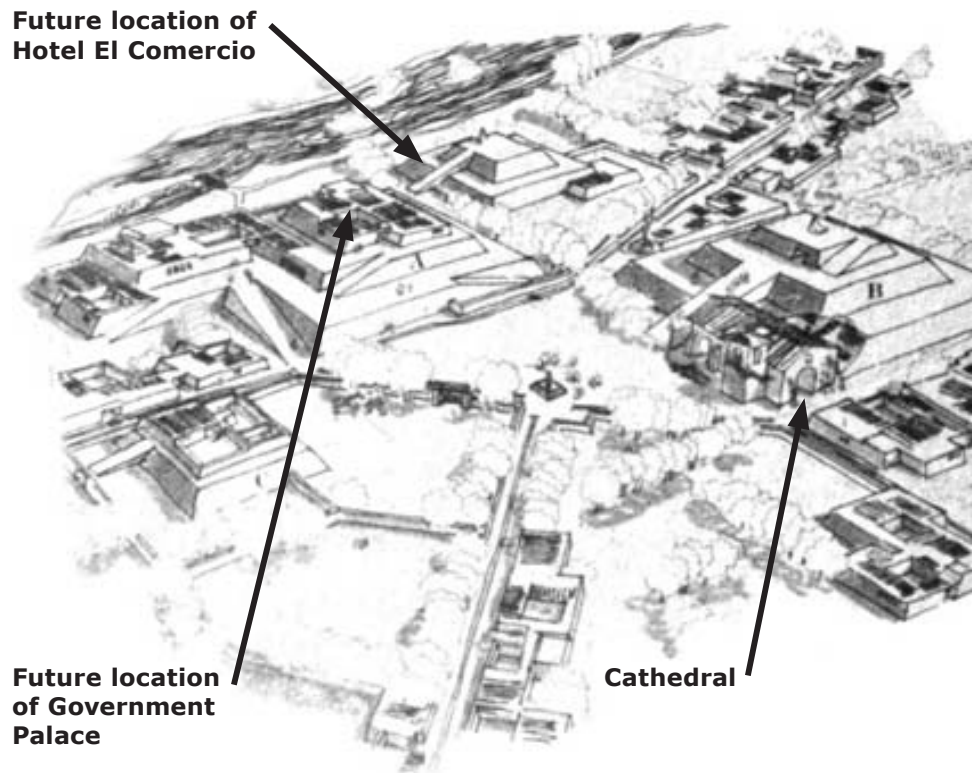 Future location of
Hotel El Comercio
B
Future location
of Government
Palace
Cathedral